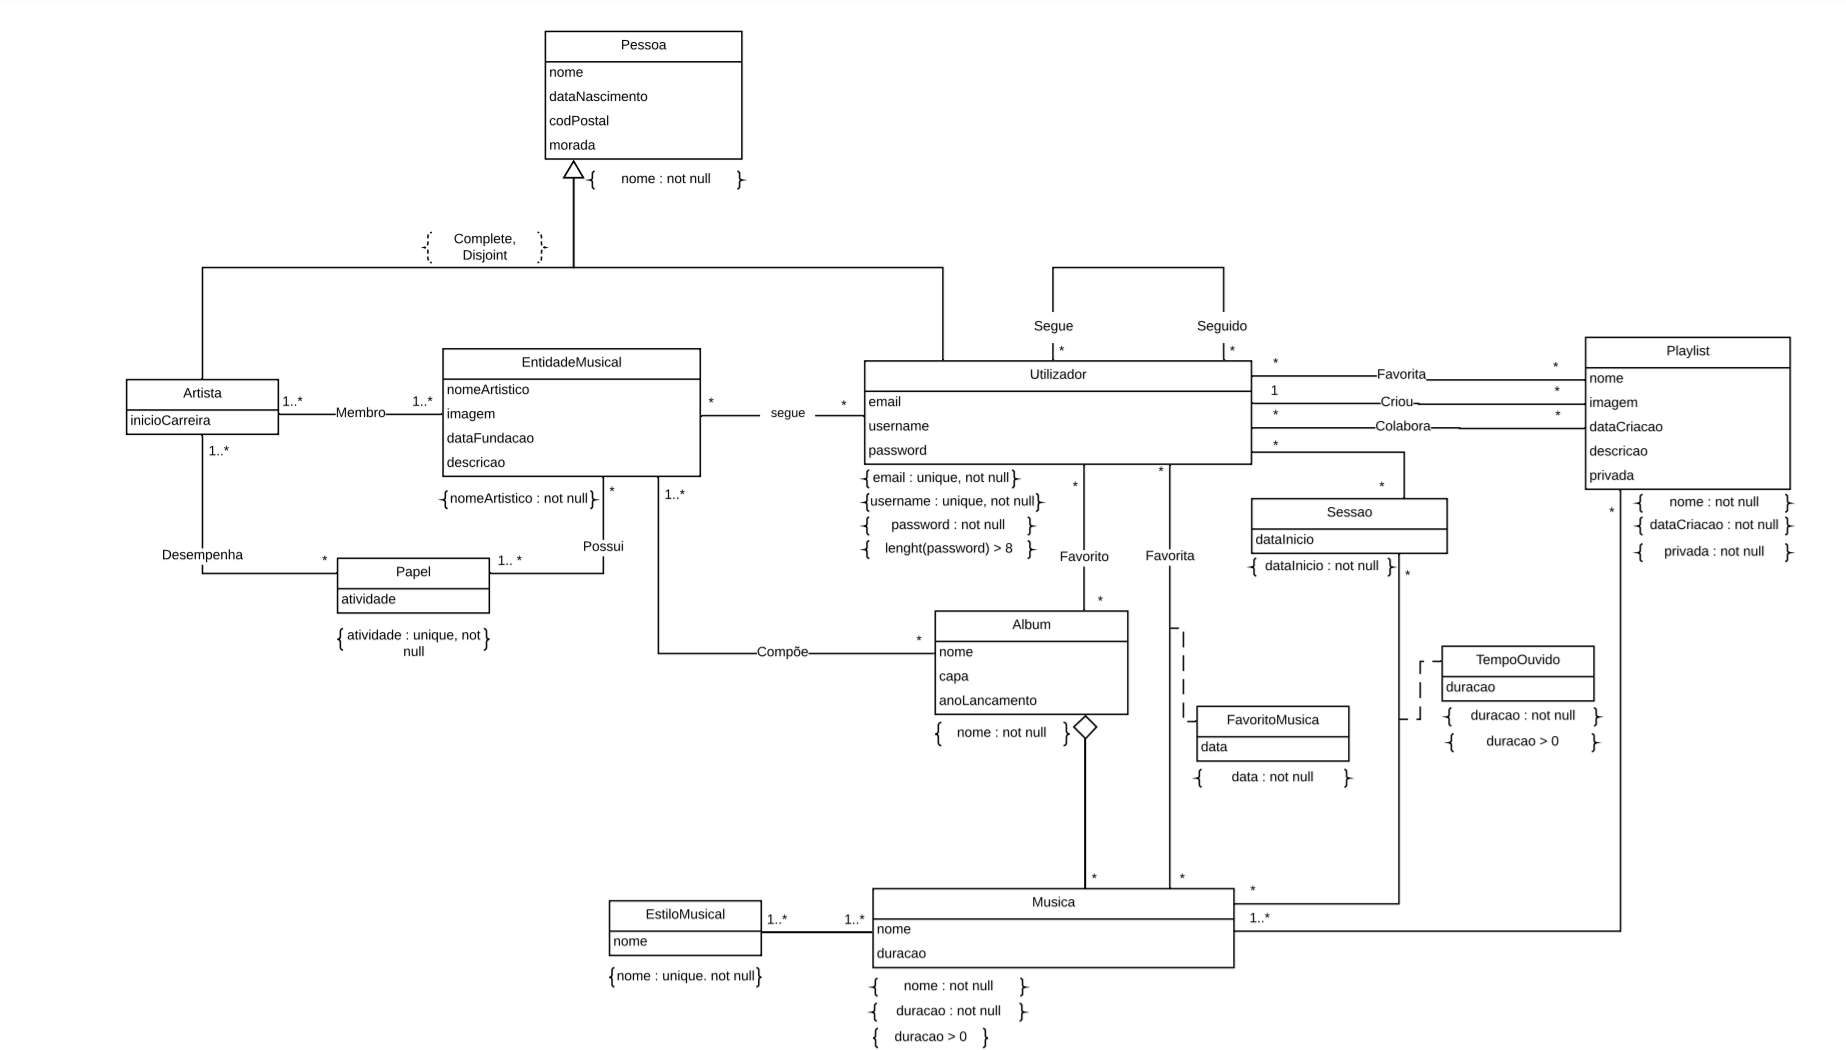 Pessoa
nome
dataNascimento
codPostal
morada
{ nome : not null }
{ Complete,
Disjoint }
Artista
inicioCarreira
1..*
Membro
1..*
1..*
EntidadeMusical
nomeArtistico
imagem
dataFundacao
descricao
{nomeArtistico : not null}
*
1..*
*
segue
*
Segue
*
Seguido
*
Utilizador
email
username
password
{email : unique, not null}
{username : unique, not null}
{ password : not null }
{ lenght(password) > 8 }
*
Favorita
*
1
Criou
*
*
Colabora
*
*
*
Playlist
nome
imagem
dataCriacao
descricao
privada
{ nome : not null }
{ dataCriacao : not null }
{ privada : not null }
*
Sessao
dataInicio
{ dataInicio : not null }
*
Desempenha
*
Papel
atividade
{ atividade : unique, not
null }
1.. *
Possui
Compõe
*
*
Favorito
*
*
Favorita
Album
nome
capa
anoLancamento
{ nome : not null }
TempoOuvido
duracao
{ duracao : not null }
{ duracao > 0 }
FavoritoMusica
data
{ data : not null }
*
*
*
1..*
EstiloMusical
nome
{nome : unique. not null}
1..*
1..*
Musica
nome
duracao
{ nome : not null }
{ duracao : not null }
{ duracao > 0 }